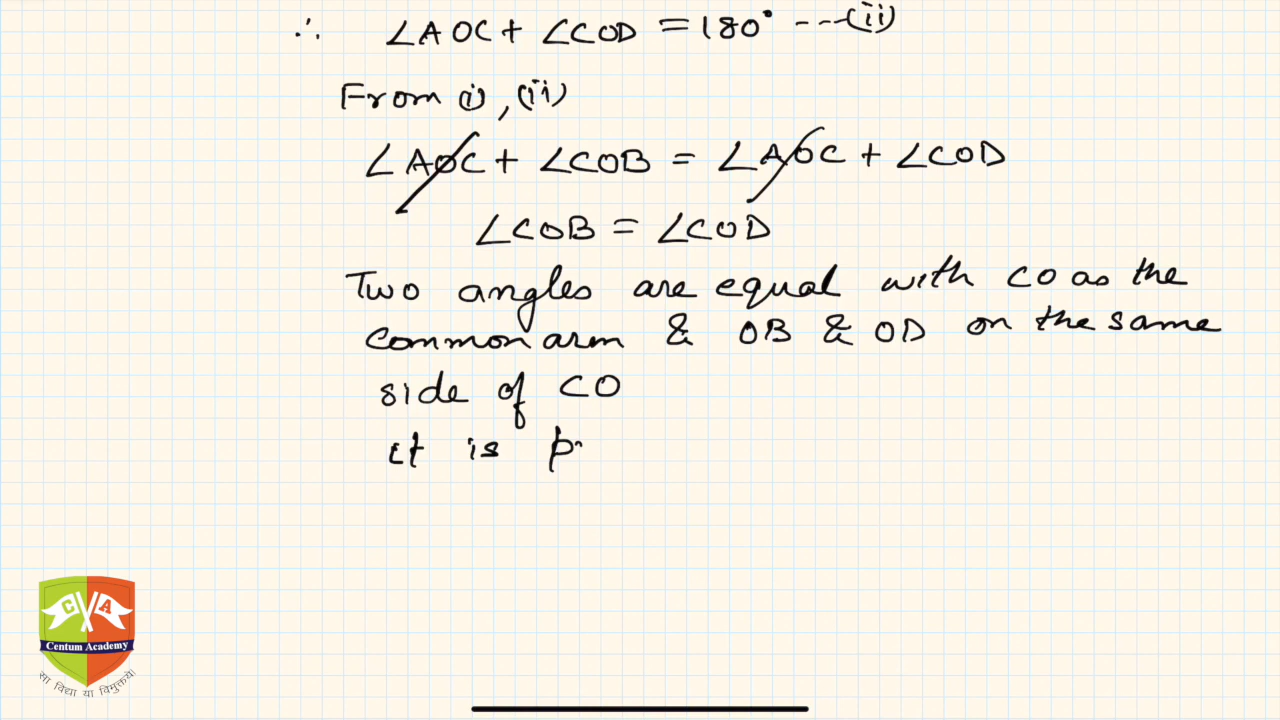 ∴ ∠AOC + ∠COD = 180° ---(ii)
From (i), (ii)
∠AOC + ∠COB = ∠AOC + ∠COD
∠COB = ∠COD
Two angles are equal with CO as the
common arm & OB & OD on the same
side of CO
it is p
C A
Centum Academy
सा विद्या या विमुक्तये।